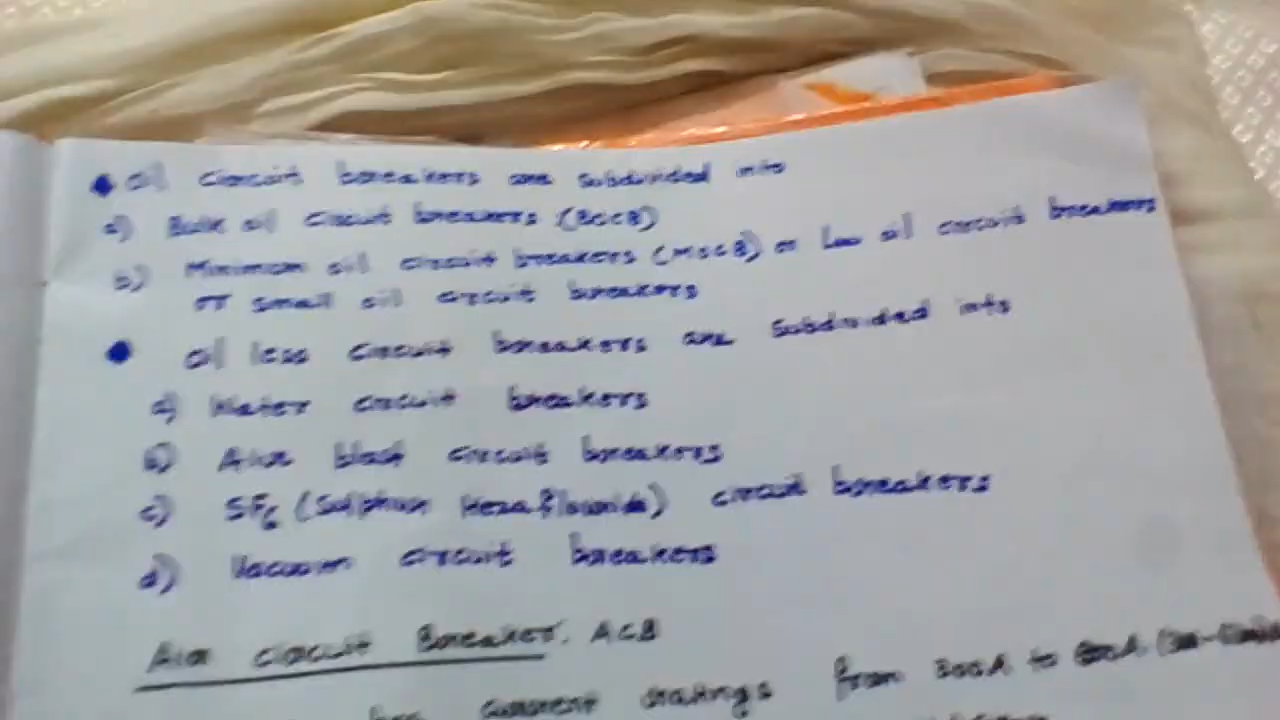 oil circuit breakers are subdivided into
a) Bulk oil circuit breakers (BOCB)
b) Minimum oil circuit breakers (MOCB) or Low oil circuit breakers
or small oil circuit breakers
oil less circuit breakers are subdivided into
a) Water circuit breakers
b) Air blast circuit breakers
c) SF6 (Sulphur Hexafluoride) circuit breakers
d) Vacuum circuit breakers
Air circuit Breaker. ACB
has current ratings from to